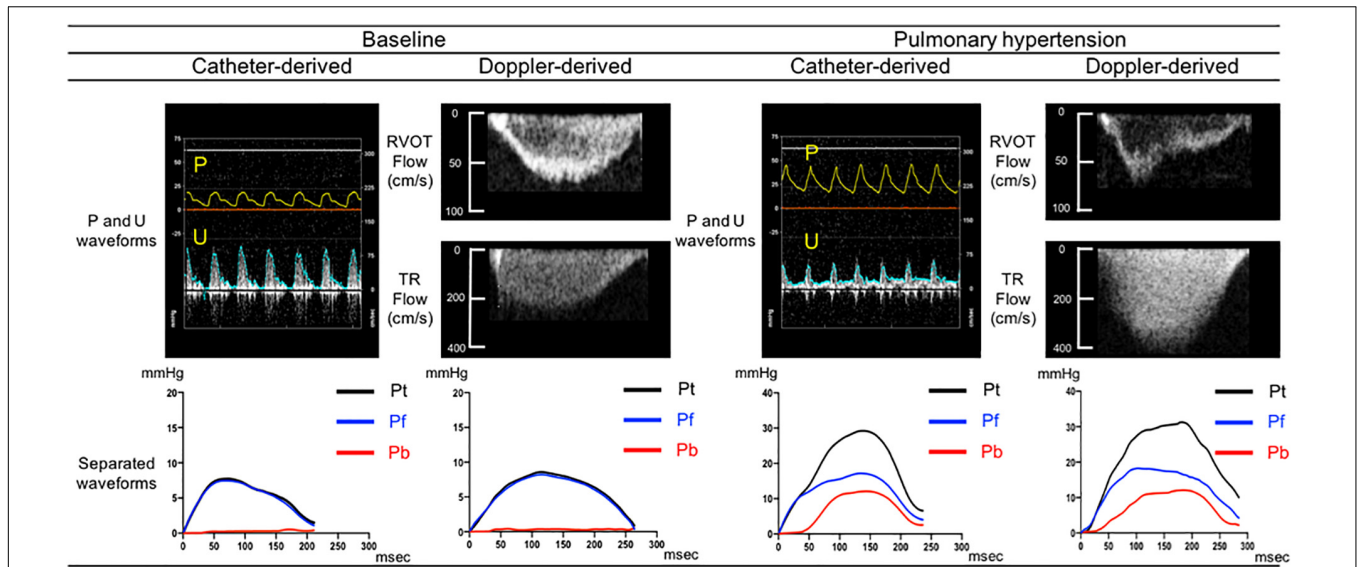 Baseline
Pulmonary hypertension
Catheter-derived
Doppler-derived
Catheter-derived
Doppler-derived
P and U
waveforms
75
50
25
0
-25
300
225
150
75
0
P
U
mmHg
cm/sec
RVOT
Flow
(cm/s)
0
50
100
TR
Flow
(cm/s)
0
200
400
P and U
waveforms
75
50
25
0
-25
300
225
150
75
0
P
U
mmHg
cm/sec
RVOT
Flow
(cm/s)
0
50
100
TR
Flow
(cm/s)
0
200
400
Separated
waveforms
mmHg
20
15
10
5
0
0 50 100 150 200 250 300
msec
Pt
Pf
Pb
mmHg
20
15
10
5
0
0 50 100 150 200 250 300
msec
Pt
Pf
Pb
mmHg
40
30
20
10
0
0 50 100 150 200 250 300
msec
Pt
Pf
Pb
mmHg
40
30
20
10
0
0 50 100 150 200 250 300
msec
Pt
Pf
Pb